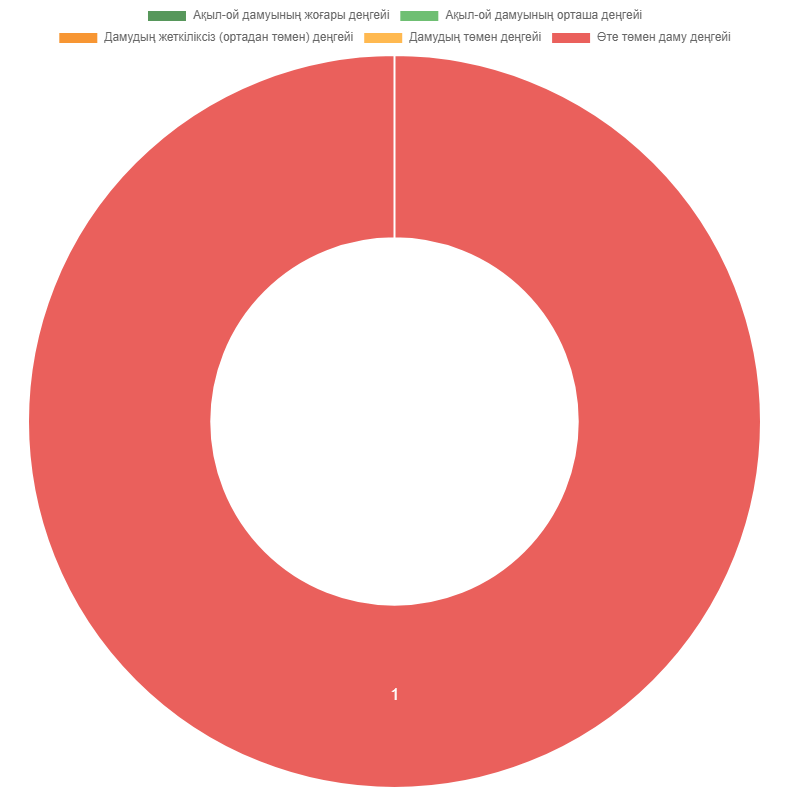 Ақыл-ой дамуының жоғары деңгейі Ақыл-ой дамуының орташа деңгейі
Дамудың жеткіліксіз (ортадан төмен) деңгейі Дамудың төмен деңгейі Өте төмен даму деңгейі
1